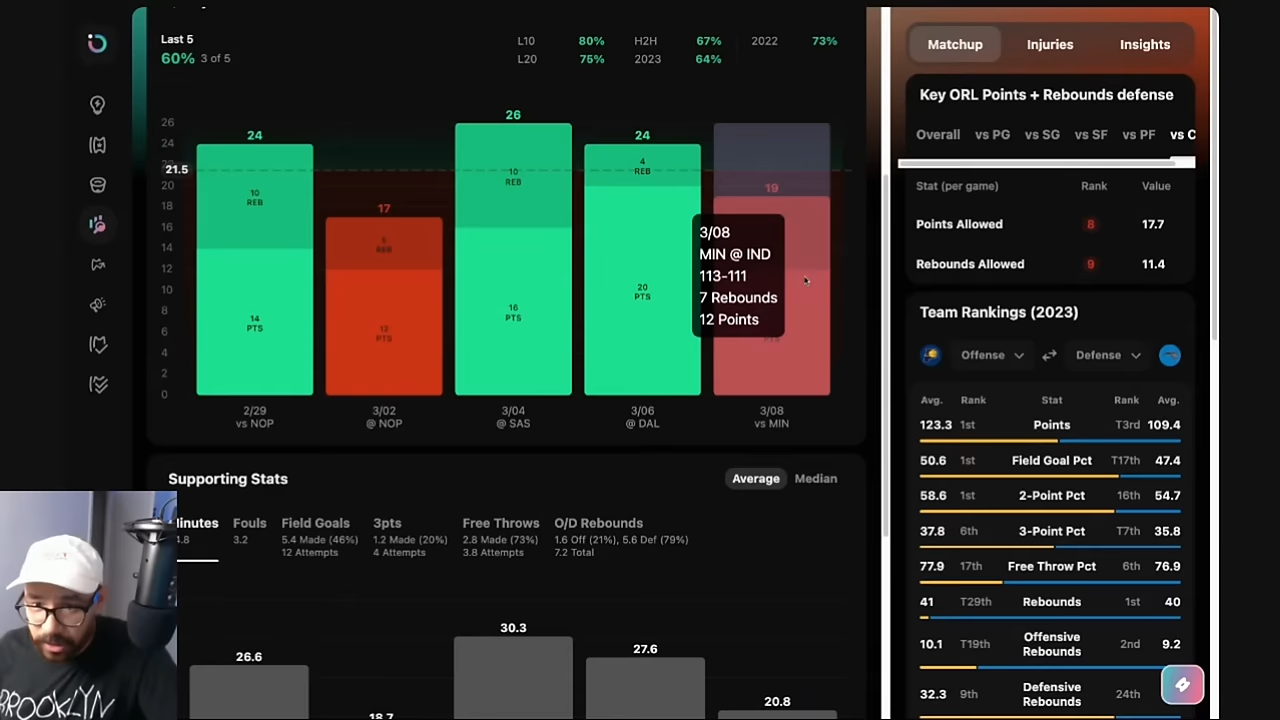 Last 5
60% 3 of 5
L10 80% H2H 67% 2022 73%
L20 75% 2023 64%
26
24
20
18
16
14
12
10
8
6
4
2
0
21.5
24
10
REB
14
PTS
17
5
REB
12
PTS
26
10
REB
16
PTS
24
4
REB
20
PTS
19
PTS
3/08
MIN @ IND
113-111
7 Rebounds
12 Points
2/29
vs NOP
3/02
@ NOP
3/04
@ SAS
3/06
@ DAL
3/08
vs MIN
Supporting Stats
Average Median
Fouls
3.2
Field Goals
5.4 Made (46%)
12 Attempts
3pts
1.2 Made (20%)
4 Attempts
Free Throws
2.8 Made (73%)
3.8 Attempts
O/D Rebounds
1.6 Off (21%), 5.6 Def (79%)
7.2 Total
26.6
18.7
30.3
27.6
20.8
Matchup Injuries Insights
Key ORL Points + Rebounds defense
Overall vs PG vs SG vs SF vs PF vs C
Stat (per game) Rank Value
Points Allowed 8 17.7
Rebounds Allowed 9 11.4
Team Rankings (2023)
Offense Defense
Avg. Rank Stat Rank Avg.
123.3 1st Points T3rd 109.4
50.6 1st Field Goal Pct T17th 47.4
58.6 1st 2-Point Pct 16th 54.7
37.8 6th 3-Point Pct T7th 35.8
77.9 17th Free Throw Pct 6th 76.9
41 T29th Rebounds 1st 40
10.1 T19th Offensive Rebounds 2nd 9.2
32.3 9th Defensive Rebounds 24th
BROOKLYN